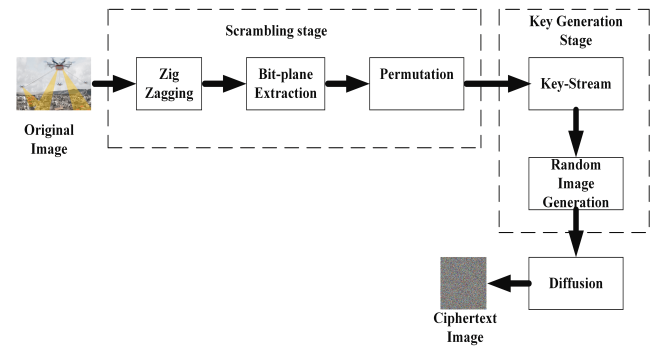 Scrambling stage
Key Generation
Stage
Zig
Zagging
Bit-plane
Extraction
Permutation
Key-Stream
Original
Image
Random
Image
Generation
Diffusion
Ciphertext
Image